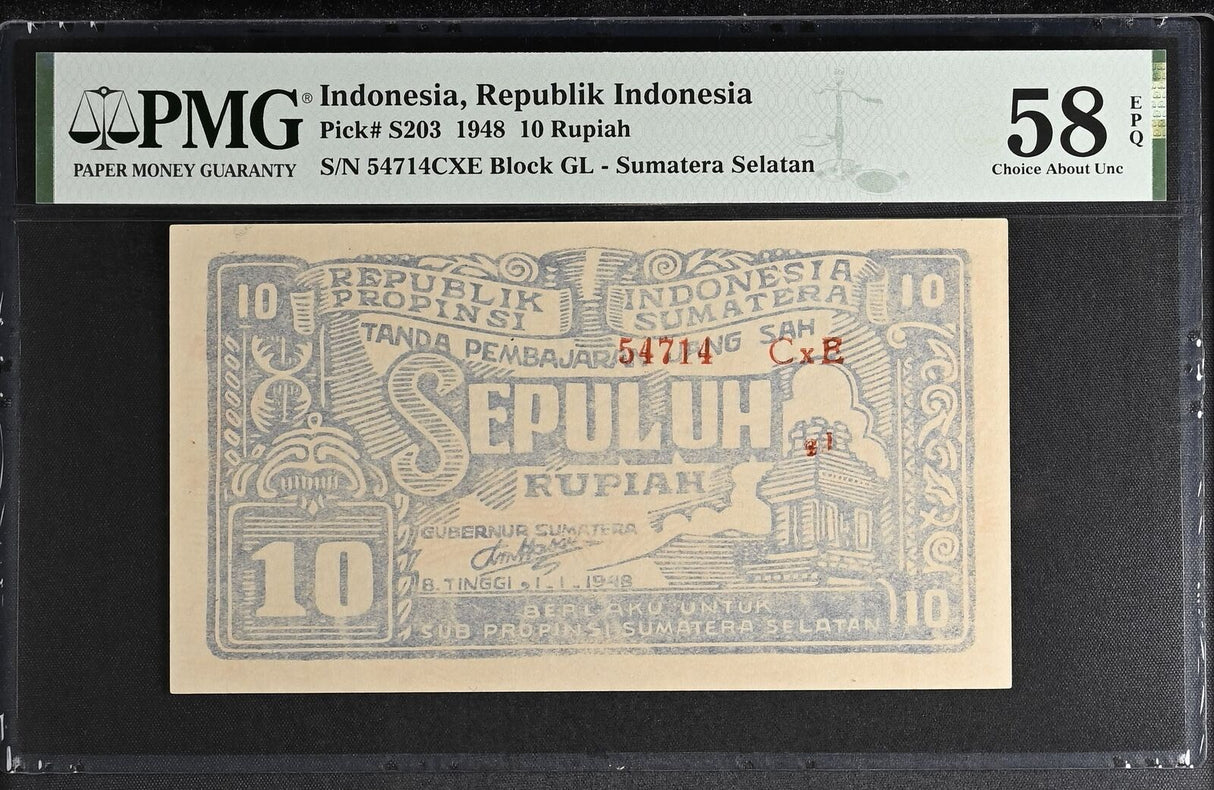 PMG®
PAPER MONEY GUARANTY
Indonesia, Republik Indonesia
Pick# S203 1948 10 Rupiah
S/N 54714CXE Block GL - Sumatera Selatan
58 EPQ
Choice About Unc
10 REPUBLIK INDONESIA 10
PROPINSI SUMATERA
TANDA PEMBAJARAN UANG SAH
54714 CxE
SEPULUH
gl
RUPIAH
GUBERNUR SUMATERA
10
B. TINGGI . 1 . 1 . 1948
BERLAKU UNTUK
SUB PROPINSI SUMATERA SELATAN
10